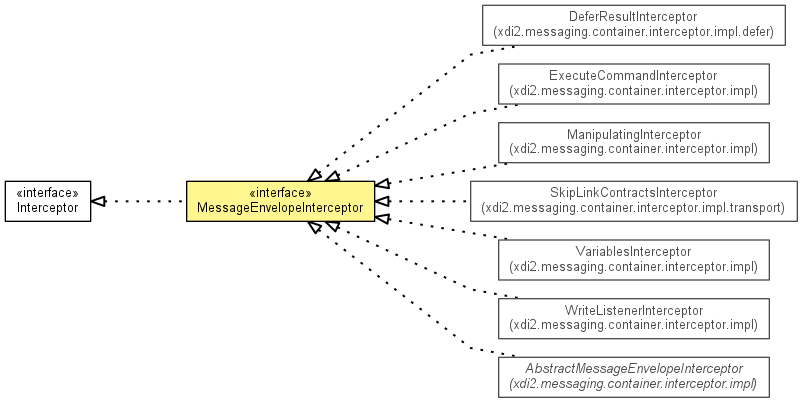 DeferResultInterceptor
(xdi2.messaging.container.interceptor.impl.defer)
ExecuteCommandInterceptor
(xdi2.messaging.container.interceptor.impl)
ManipulatingInterceptor
(xdi2.messaging.container.interceptor.impl)
«interface»
Interceptor
«interface»
MessageEnvelopeInterceptor
SkipLinkContractsInterceptor
(xdi2.messaging.container.interceptor.impl.transport)
VariablesInterceptor
(xdi2.messaging.container.interceptor.impl)
WriteListenerInterceptor
(xdi2.messaging.container.interceptor.impl)
AbstractMessageEnvelopeInterceptor
(xdi2.messaging.container.interceptor.impl)